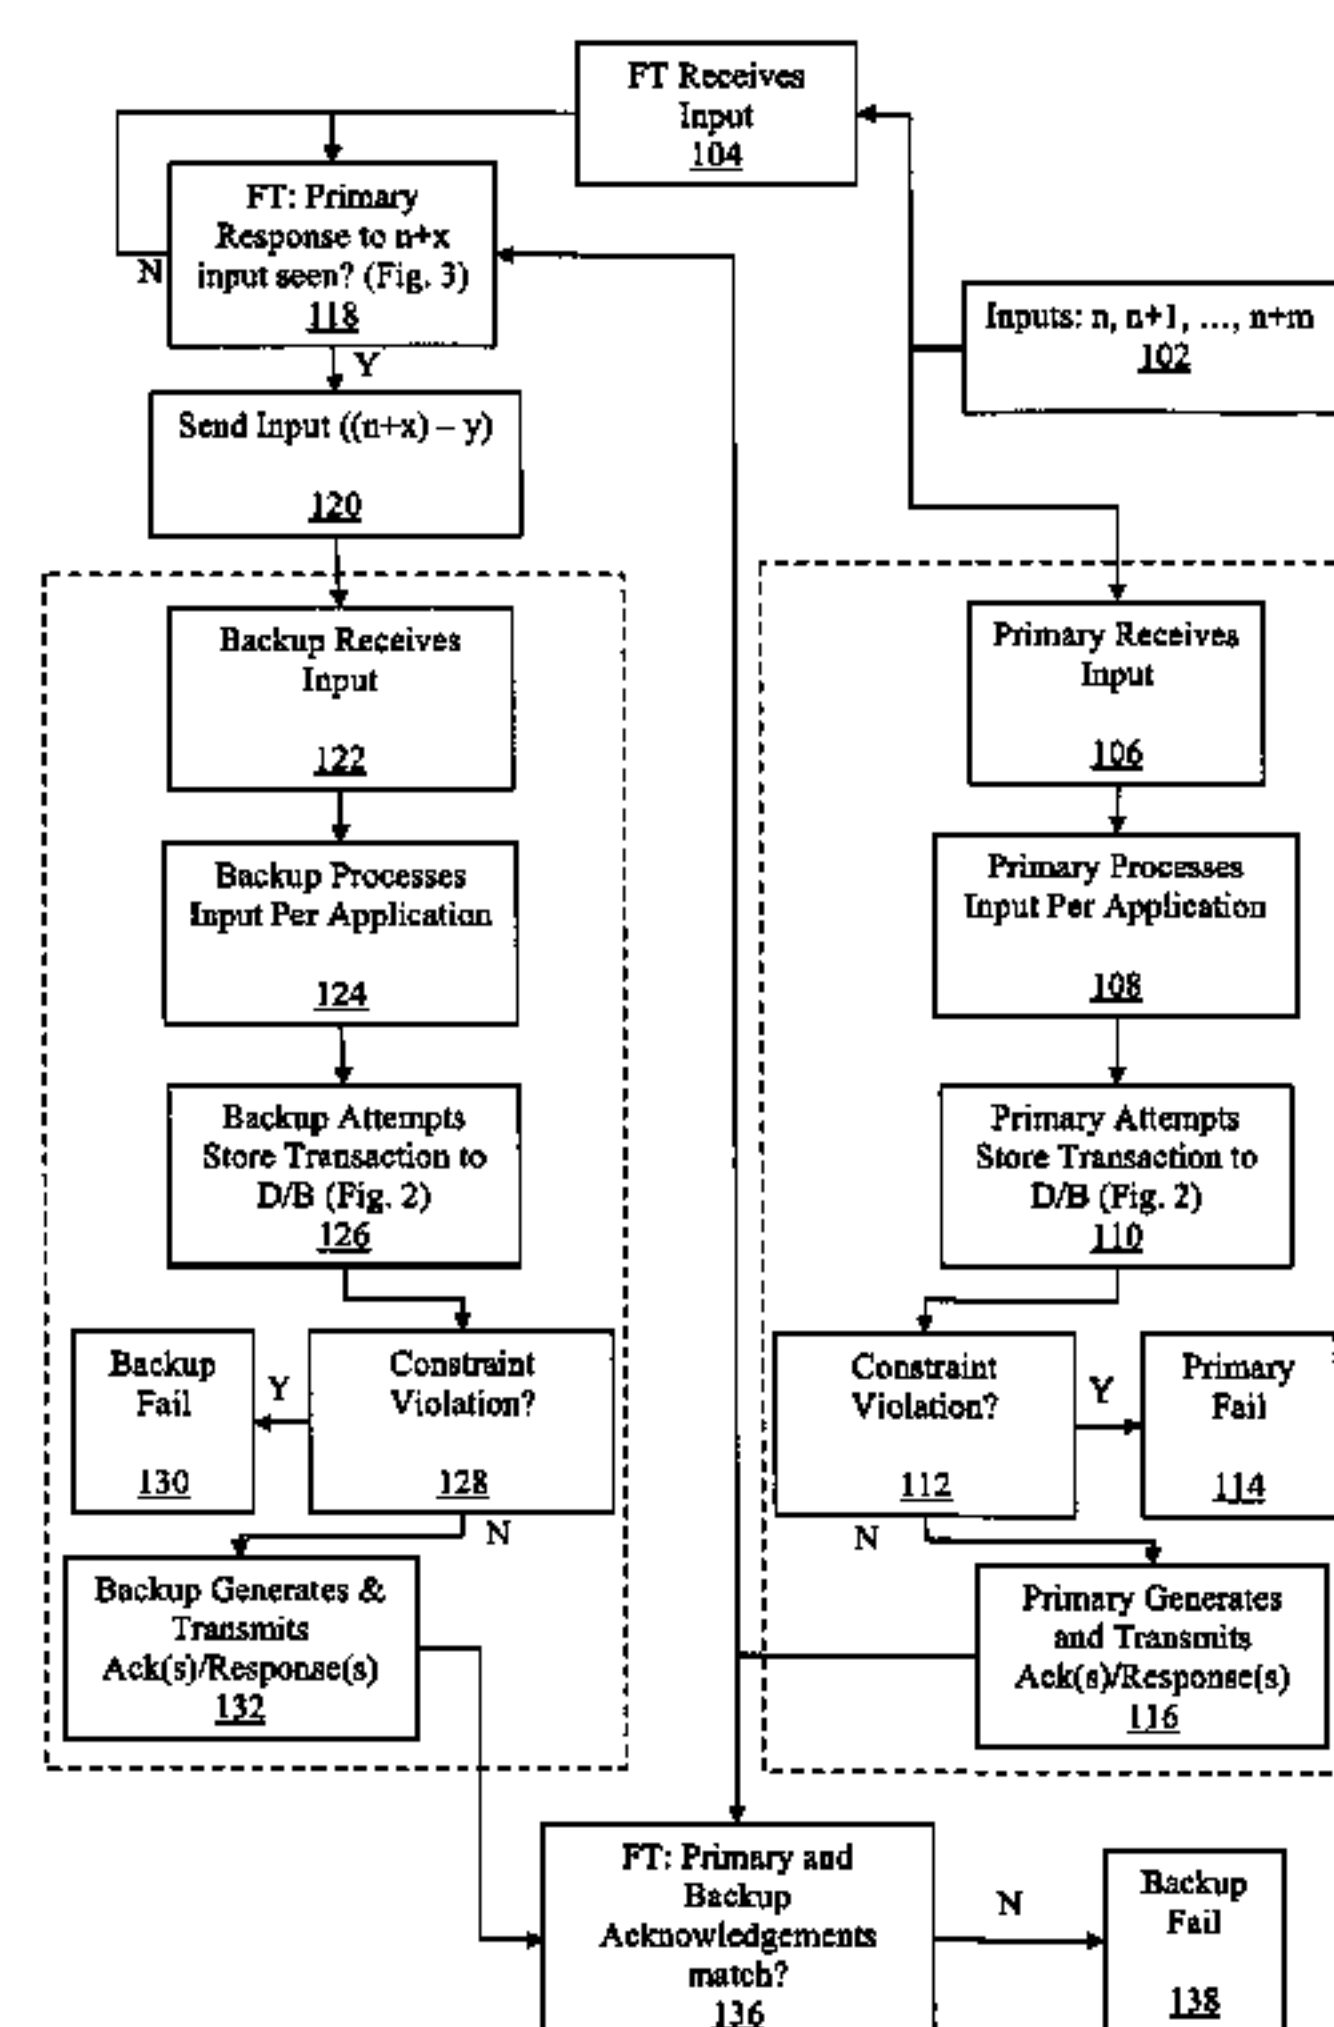 FT Receives
Input
104
FT: Primary
Response to n+x
input seen? (Fig. 3)
118
N
Y
Inputs: n, n+1, ..., n+m
102
Send Input ((n+x) – y)
120
Backup Receives
Input
122
Primary Receives
Input
106
Backup Processes
Input Per Application
124
Primary Processes
Input Per Application
108
Backup Attempts
Store Transaction to
D/B (Fig. 2)
126
Primary Attempts
Store Transaction to
D/B (Fig. 2)
110
Backup
Fail
130
Y
Constraint
Violation?
128
N
Constraint
Violation?
112
Y
N
Primary
Fail
114
Backup Generates &
Transmits
Ack(s)/Response(s)
132
Primary Generates
and Transmits
Ack(s)/Response(s)
116
FT: Primary and
Backup
Acknowledgements
match?
136
N
Backup
Fail
138